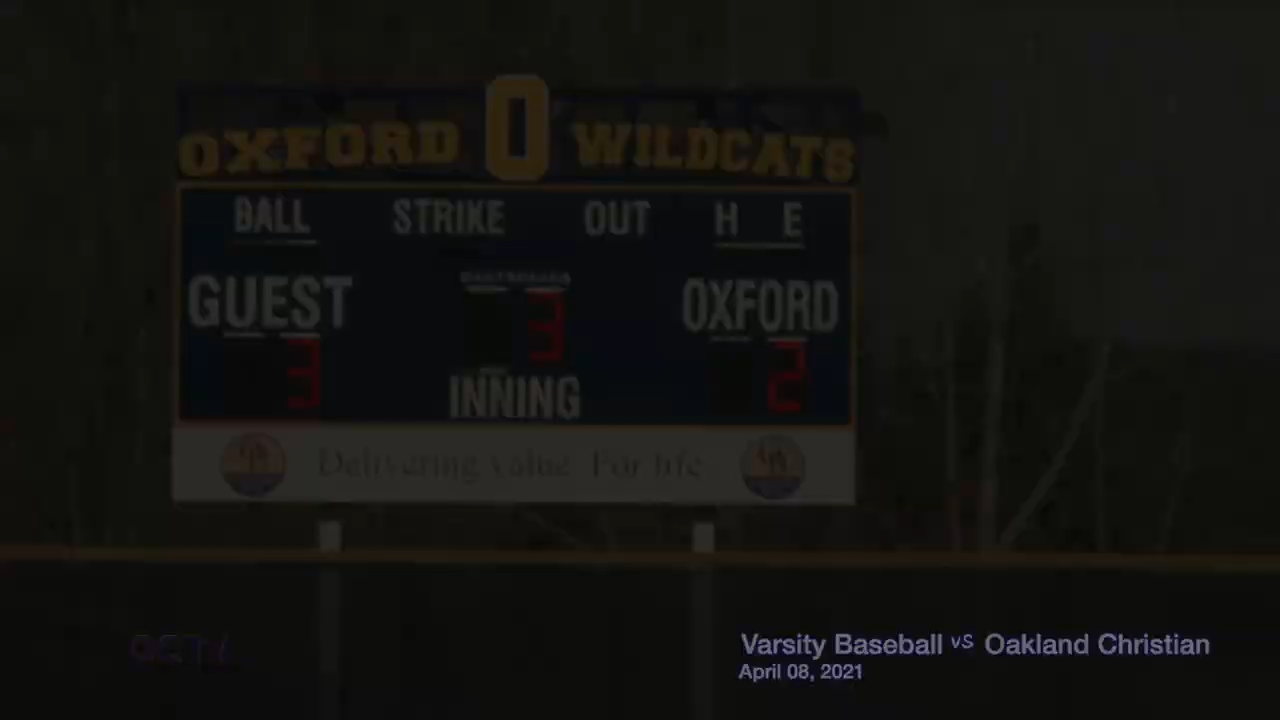 OXFORD O WILDCATS
BALL STRIKE OUT H E
GUEST 3 OXFORD
3 2
INNING
Delivering value For life
Varsity Baseball vs Oakland Christian
April 08, 2021